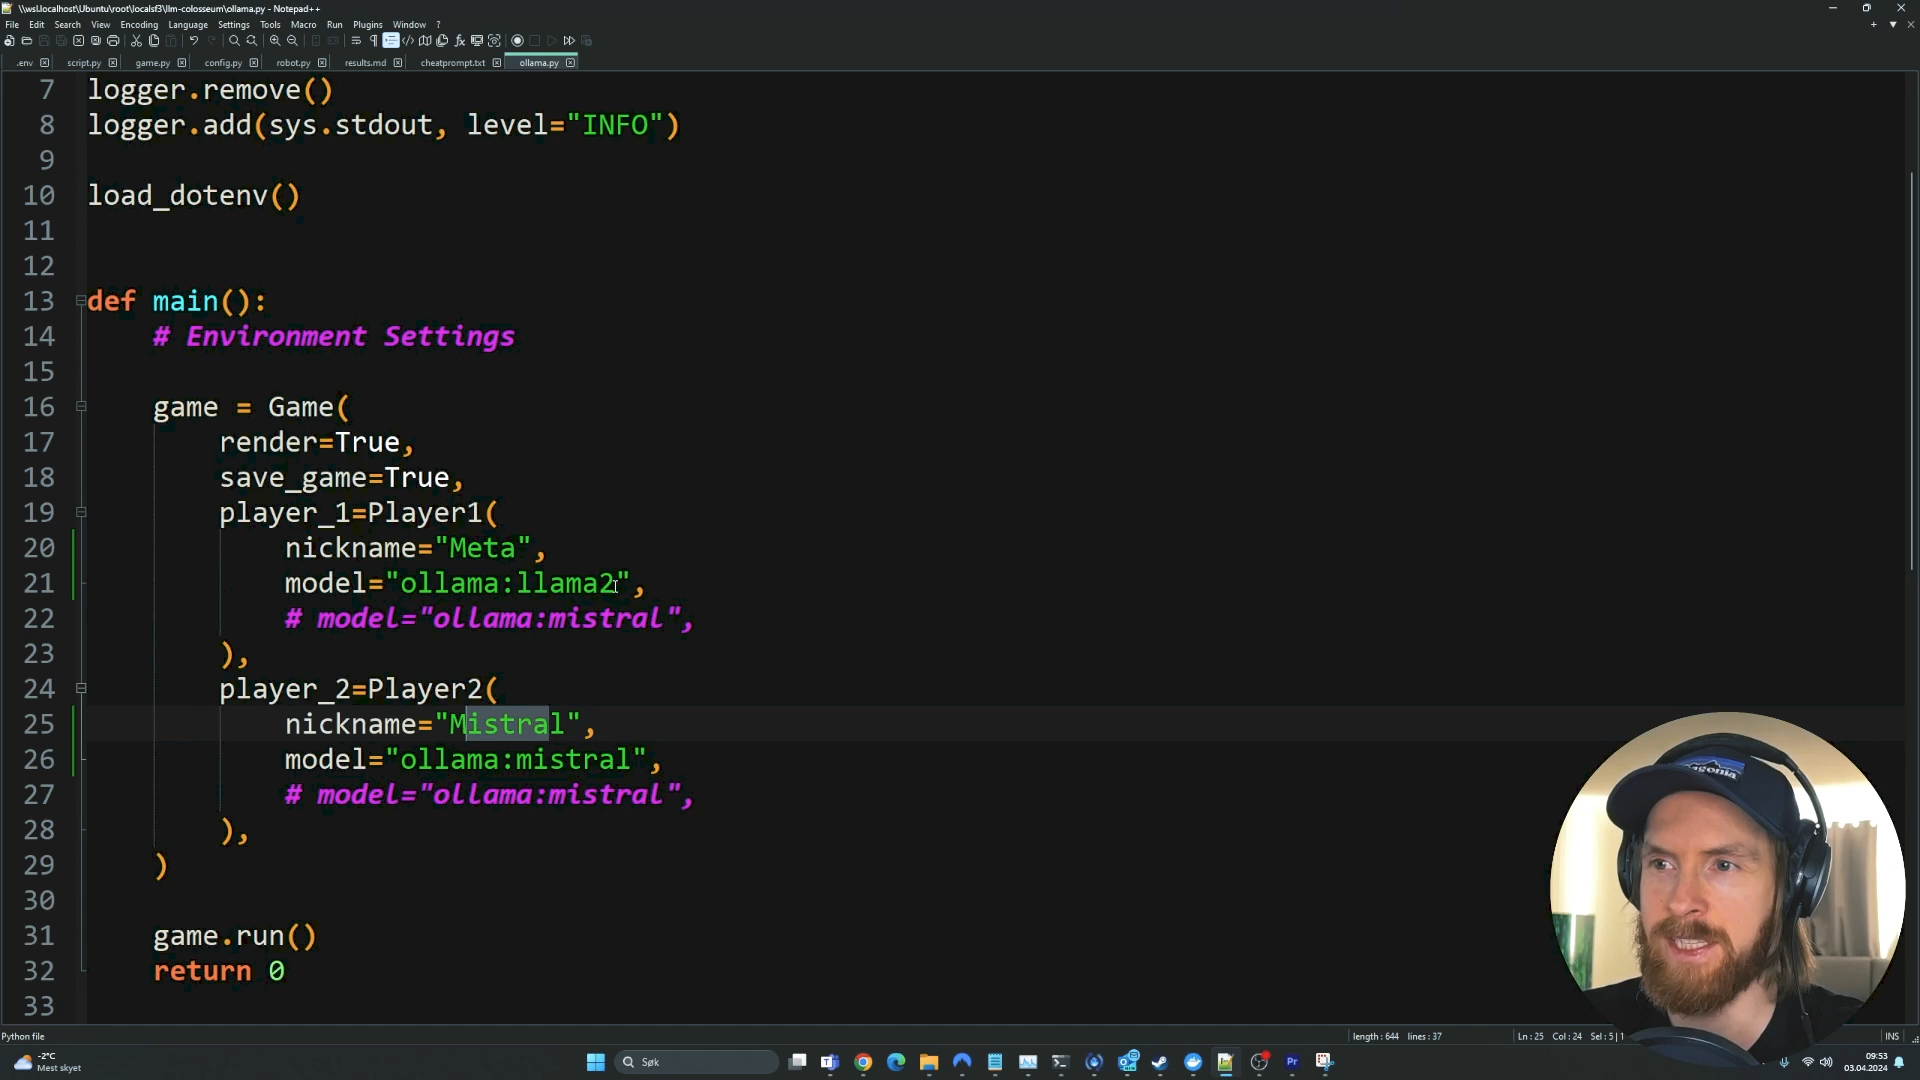 \\wsl.localhost\Ubuntu\root\localsf3\llm-colosseum\ollama.py - Notepad++
File Edit Search View Encoding Language Settings Tools Macro Run Plugins Window ?
.env script.py game.py config.py robot.py results.md cheatprompt.txt ollama.py
7 logger.remove()
8 logger.add(sys.stdout, level="INFO")
9
10 load_dotenv()
11
12
13 def main():
14 # Environment Settings
15
16 game = Game(
17 render=True,
18 save_game=True,
19 player_1=Player1(
20 nickname="Meta",
21 model="ollama:llama2",
22 # model="ollama:mistral",
23 ),
24 player_2=Player2(
25 nickname="Mistral",
26 model="ollama:mistral",
27 # model="ollama:mistral",
28 ),
29 )
30
31 game.run()
32 return 0
33
Python file length : 644 lines : 37 Ln : 25 Col : 24 Sel : 5 | 1 INS
-2°C
Mest skyet
Søk
09:53
03.04.2024